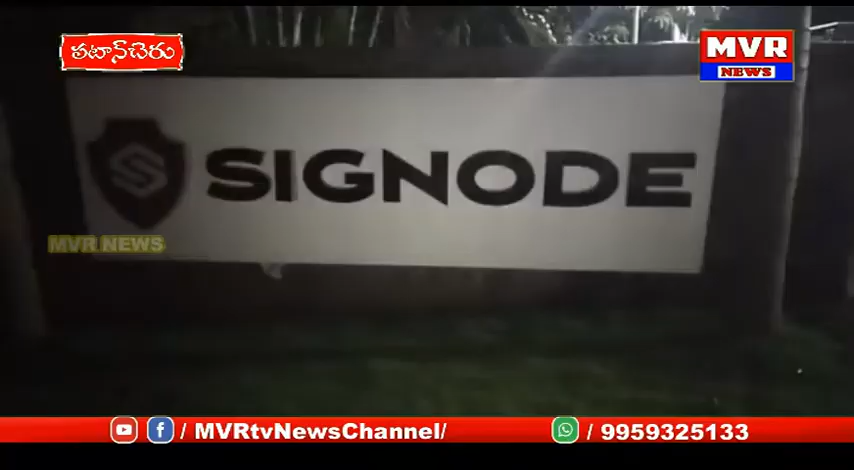 పటాన్‌చెరు
MVR
NEWS
S SIGNODE
MVR NEWS
/ MVRtvNewsChannel/
/ 9959325133